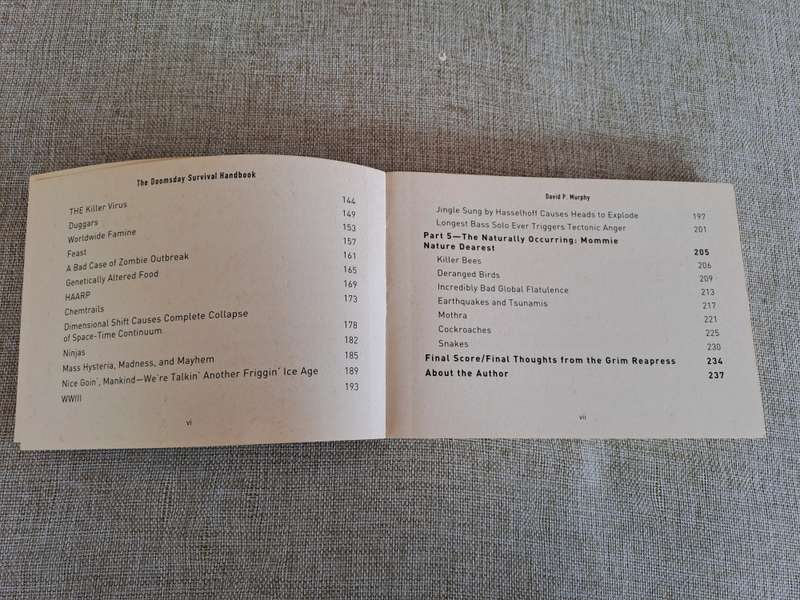 The Doomsday Survival Handbook
THE Killer Virus 144
Duggars 149
Worldwide Famine 153
Feast 157
A Bad Case of Zombie Outbreak 161
Genetically Altered Food 165
HAARP 169
Chemtrails 173
Dimensional Shift Causes Complete Collapse
of Space-Time Continuum 178
Ninjas 182
Mass Hysteria, Madness, and Mayhem 185
Nice Goin', Mankind—We're Talkin' Another Friggin' Ice Age 189
WWIII 193
vi
David P. Murphy
Jingle Sung by Hasselhoff Causes Heads to Explode 197
Longest Bass Solo Ever Triggers Tectonic Anger 201
Part 5—The Naturally Occurring: Mommie
Nature Dearest 205
Killer Bees 206
Deranged Birds 209
Incredibly Bad Global Flatulence 213
Earthquakes and Tsunamis 217
Mothra 221
Cockroaches 225
Snakes 230
Final Score/Final Thoughts from the Grim Reapress 234
About the Author 237
vii